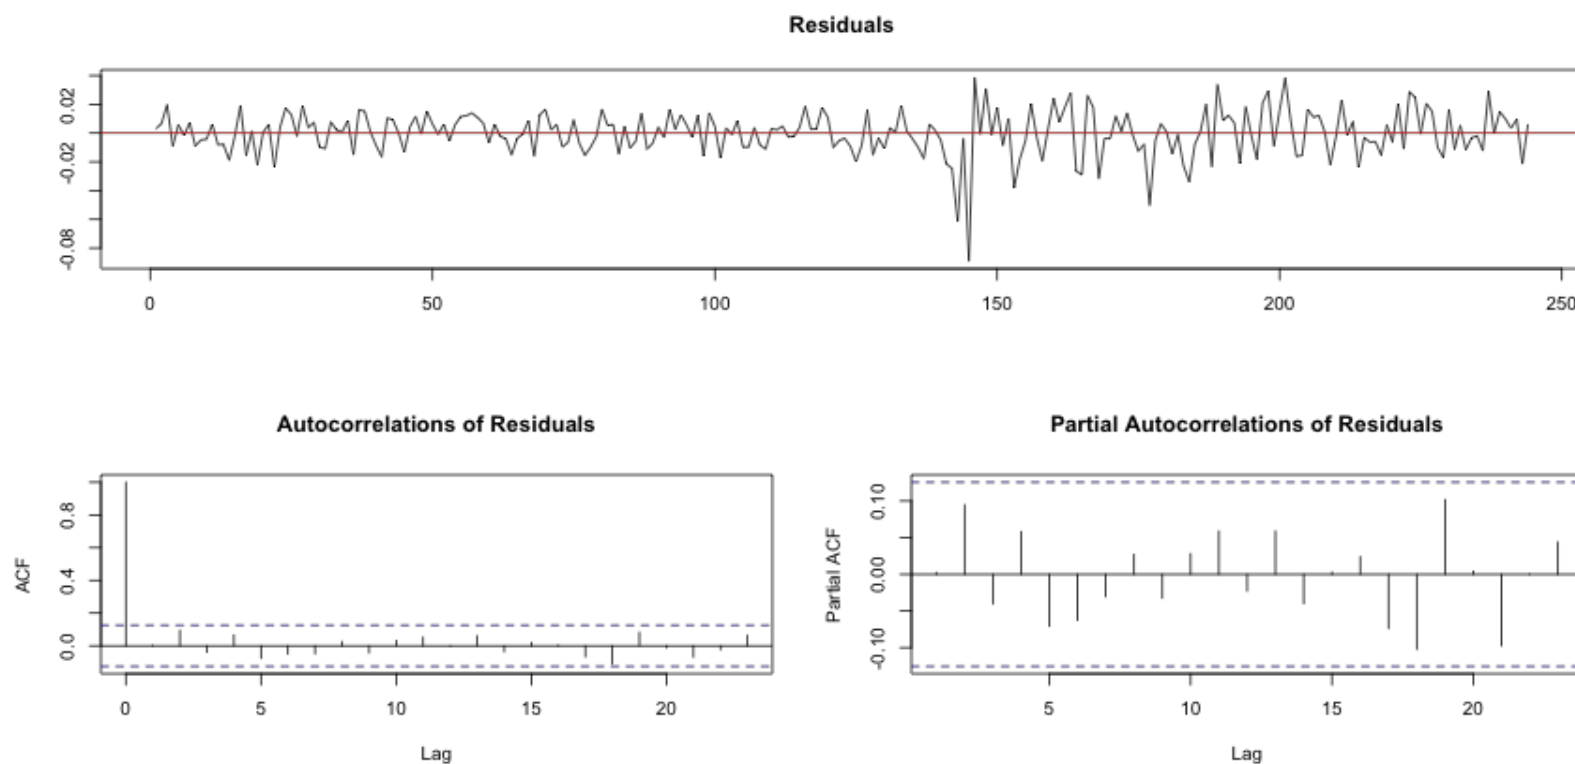 Residuals
0.02
-0.02
-0.08
0 50 100 150 200 250
Autocorrelations of Residuals
ACF
0.8
0.4
0.0
0 5 10 15 20
Lag
Partial Autocorrelations of Residuals
Partial ACF
0.10
0.00
-0.10
5 10 15 20
Lag